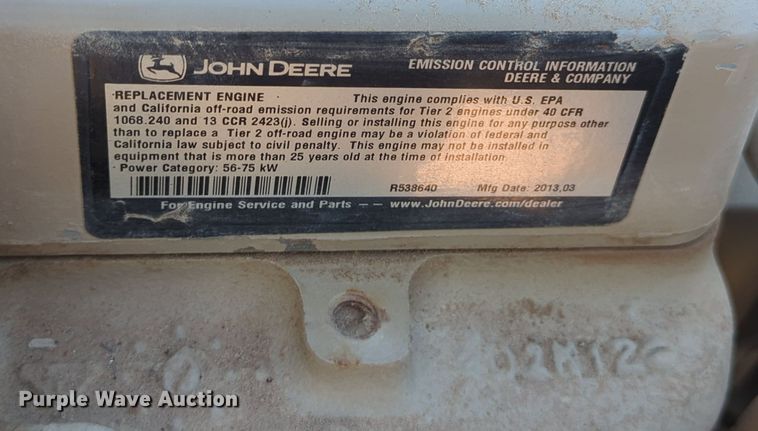 JOHN DEERE
EMISSION CONTROL INFORMATION
DEERE & COMPANY
REPLACEMENT ENGINE This engine complies with U.S. EPA
and California off-road emission requirements for Tier 2 engines under 40 CFR
1068.240 and 13 CCR 2423(j). Selling or installing this engine for any purpose other
than to replace a Tier 2 off-road engine may be a violation of federal and
California law subject to civil penalty. This engine may not be installed in
equipment that is more than 25 years old at the time of installation
Power Category: 56-75 kW
R538640 Mfg Date: 2013,03
For Engine Service and Parts – – www.JohnDeere.com/dealer
Purple Wave Auction